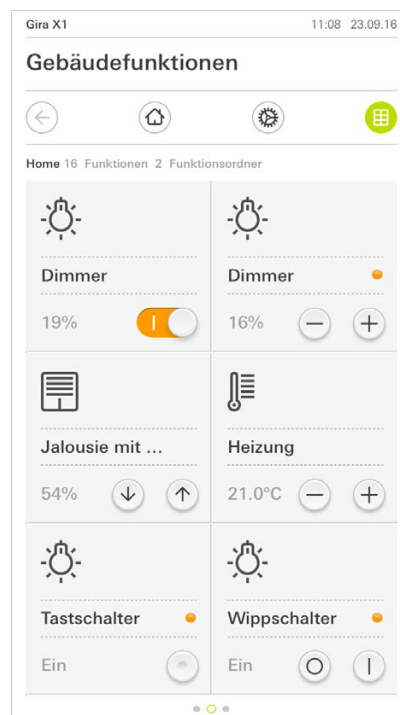 Gira X1 11:08 23.09.16
Gebäudefunktionen
Home 16 Funktionen 2 Funktionsordner
Dimmer Dimmer
19% 16%
Jalousie mit ... Heizung
54% 21.0°C
Tastschalter Wippschalter
Ein Ein